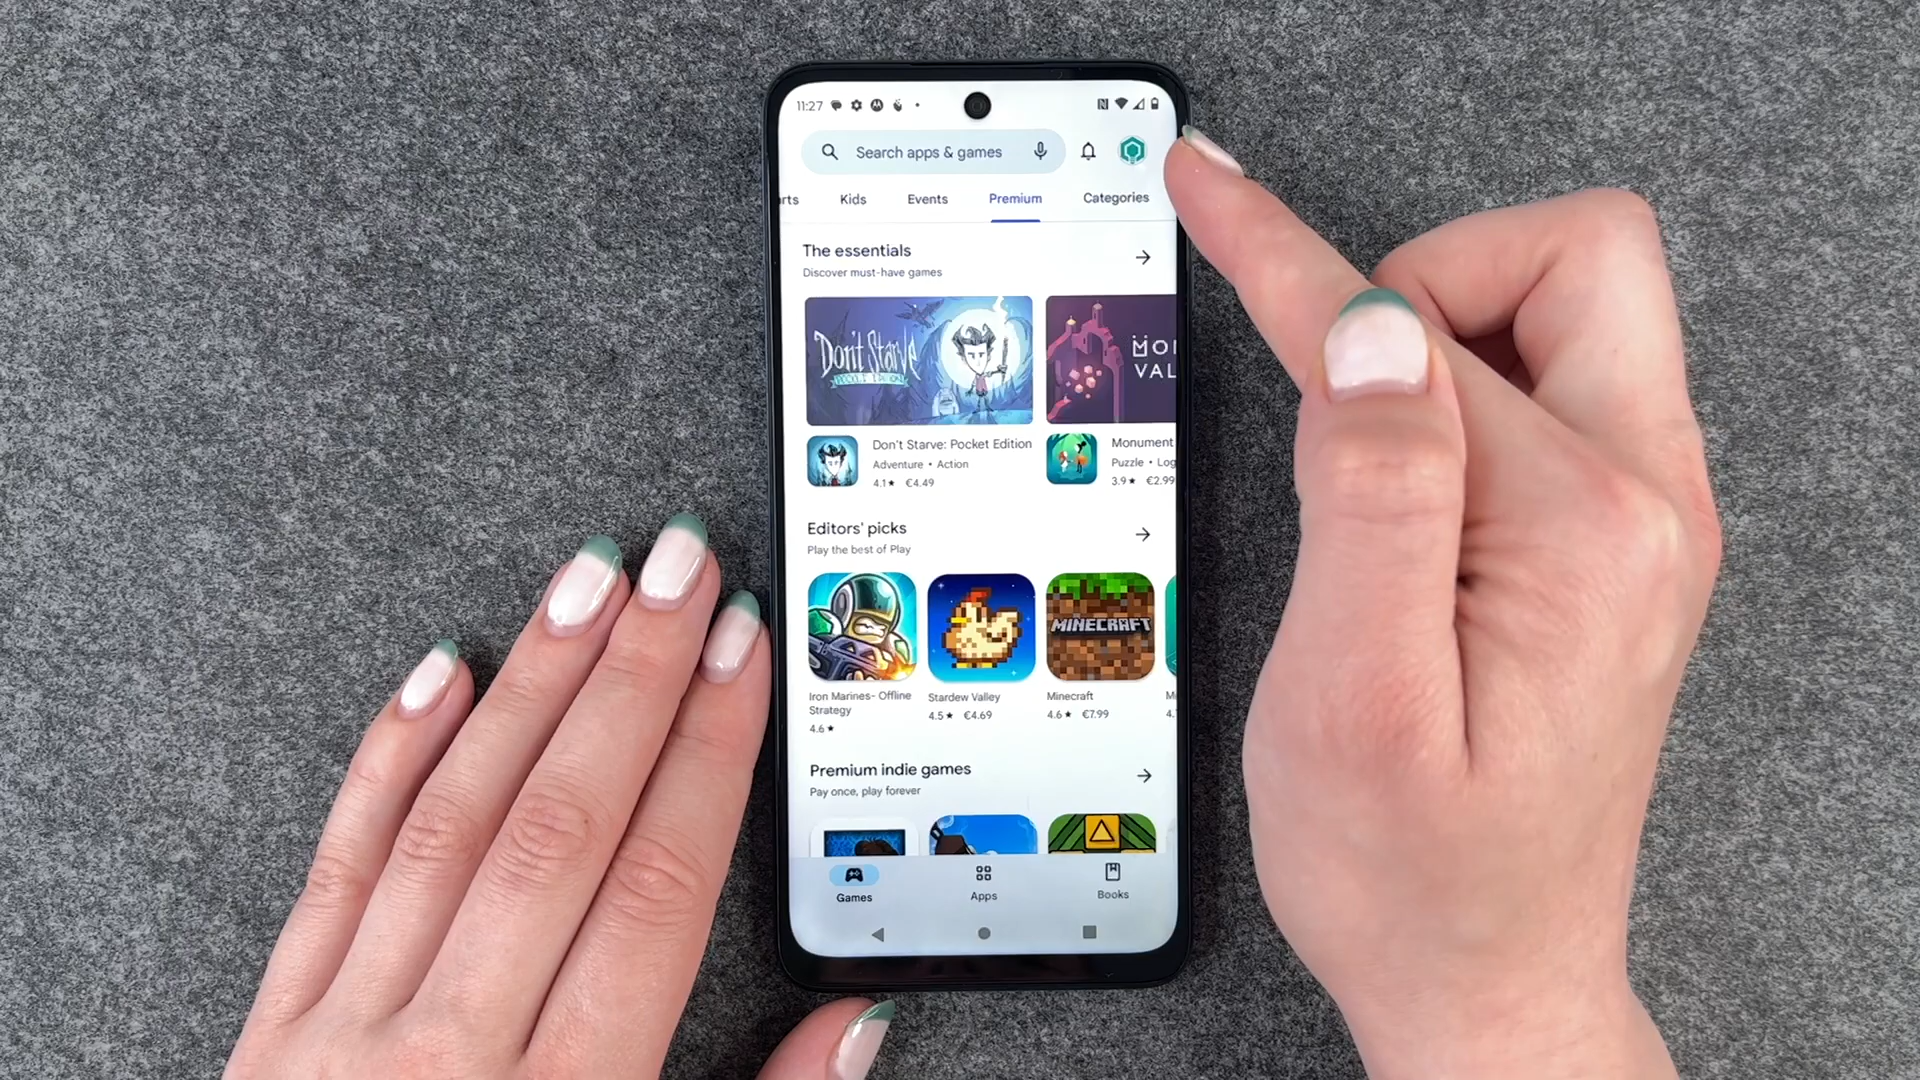 11:27
Search apps & games
Kids Events Premium Categories
The essentials
Discover must-have games
Don't Starve
POCKET EDITION
Don't Starve: Pocket Edition
Adventure • Action
4.1★ €4.49
Monument
Puzzle •
3.9★ €2.99
Editors' picks
Play the best of Play
MINECRAFT
Iron Marines- Offline
Strategy
4.6★
Stardew Valley
4.5★ €4.69
Minecraft
4.6★ €7.99
Premium indie games
Pay once, play forever
Games Apps Books